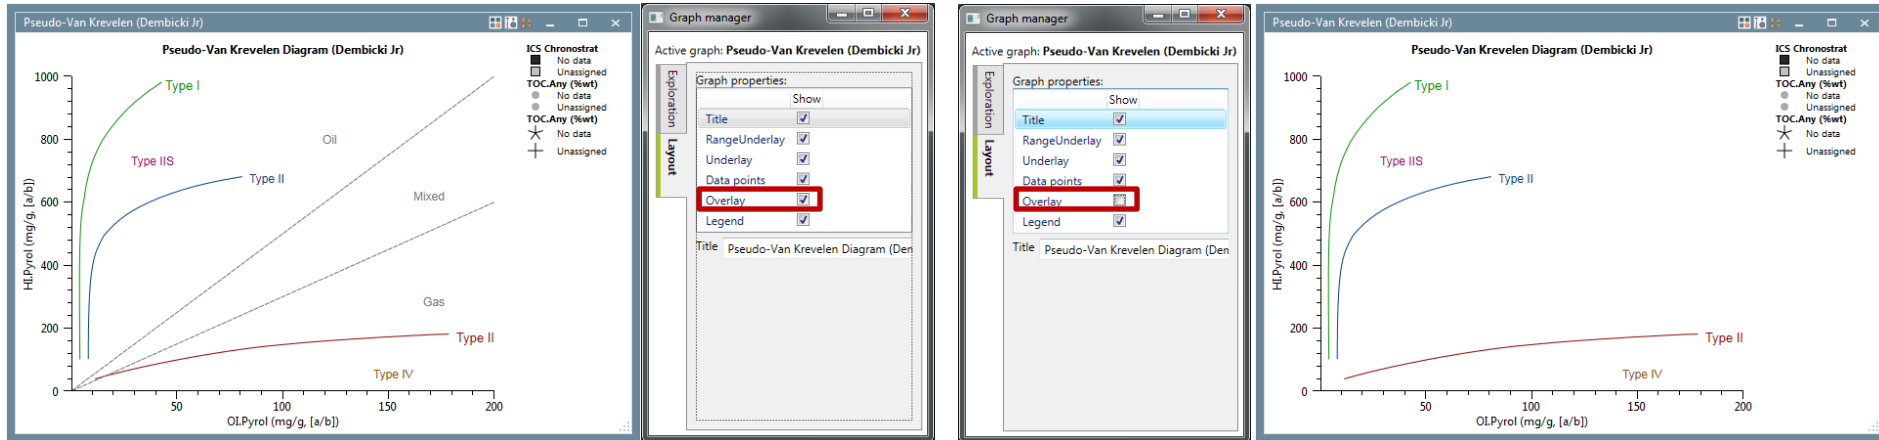 Pseudo-Van Krevelen (Dembicki Jr)
Pseudo-Van Krevelen Diagram (Dembicki Jr)
ICS Chronostrat
No data
Unassigned
TOC.Any (%wt)
No data
Unassigned
TOC.Any (%wt)
No data
Unassigned
1000
800
600
400
200
0
HI.Pyrol (mg/g, [a/b])
Type I
Oil
Type IIS
Type II
Mixed
Gas
Type II
Type IV
50
100
150
200
OI.Pyrol (mg/g, [a/b])
Graph manager
Active graph: Pseudo-Van Krevelen (Dembicki Jr)
Exploration
Layout
Graph properties:
Show
Title
RangeUnderlay
Underlay
Data points
Overlay
Legend
Title Pseudo-Van Krevelen Diagram (Den
Graph manager
Active graph: Pseudo-Van Krevelen (Dembicki Jr)
Exploration
Layout
Graph properties:
Show
Title
RangeUnderlay
Underlay
Data points
Overlay
Legend
Title Pseudo-Van Krevelen Diagram (Den
Pseudo-Van Krevelen (Dembicki Jr)
Pseudo-Van Krevelen Diagram (Dembicki Jr)
ICS Chronostrat
No data
Unassigned
TOC.Any (%wt)
No data
Unassigned
TOC.Any (%wt)
No data
Unassigned
1000
800
600
400
200
0
HI.Pyrol (mg/g, [a/b])
Type I
Type IIS
Type II
Type II
Type IV
50
100
150
200
OI.Pyrol (mg/g, [a/b])